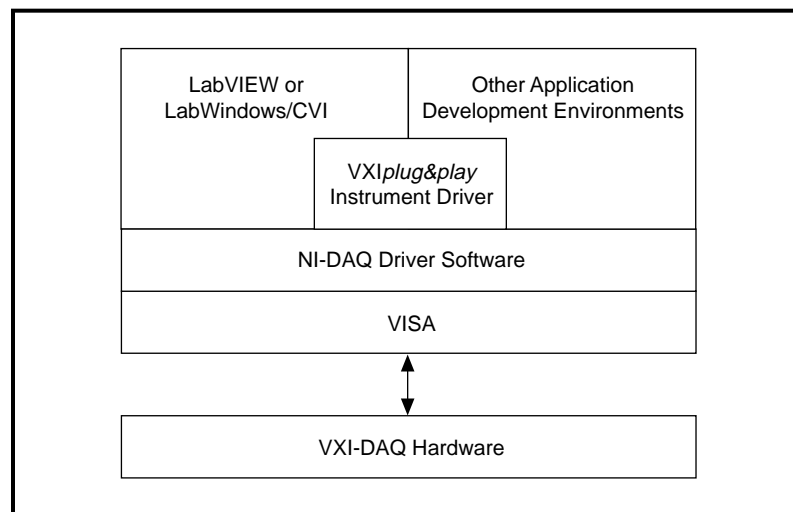 LabVIEW or
LabWindows/CVI
Other Application
Development Environments
VXIplug&play
Instrument Driver
NI-DAQ Driver Software
VISA
VXI-DAQ Hardware